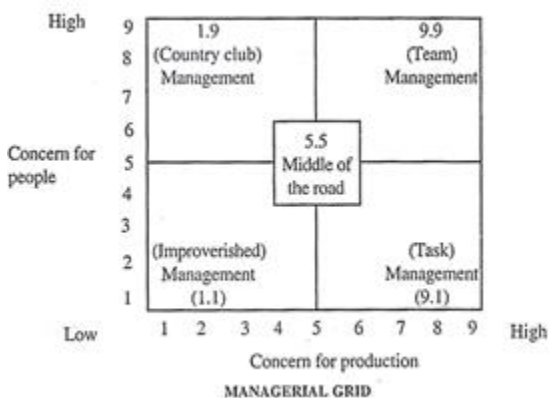 High
9
8
7
6
5
4
3
2
1
Concern for
people
1.9
(Country club)
Management
9.9
(Team)
Management
5.5
Middle of
the road
(Improverished)
Management
(1.1)
(Task)
Management
(9.1)
Low
1 2 3 4 5 6 7 8 9
High
Concern for production
MANAGERIAL GRID